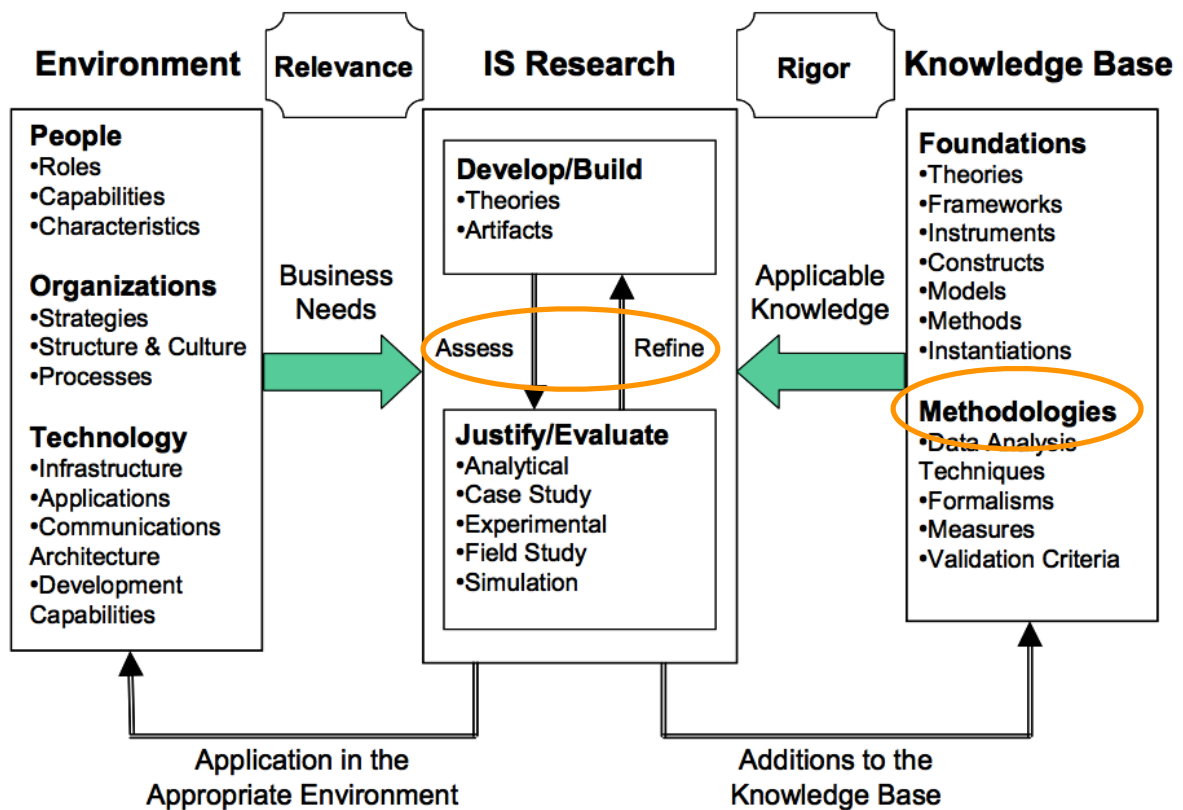 Environment
Relevance
IS Research
Rigor
Knowledge Base
People
•Roles
•Capabilities
•Characteristics
Organizations
•Strategies
•Structure & Culture
•Processes
Technology
•Infrastructure
•Applications
•Communications
Architecture
•Development
Capabilities
Business
Needs
Develop/Build
•Theories
•Artifacts
Assess
Refine
Justify/Evaluate
•Analytical
•Case Study
•Experimental
•Field Study
•Simulation
Applicable
Knowledge
Foundations
•Theories
•Frameworks
•Instruments
•Constructs
•Models
•Methods
•Instantiations
Methodologies
•Data Analysis
Techniques
•Formalisms
•Measures
•Validation Criteria
Application in the
Appropriate Environment
Additions to the
Knowledge Base